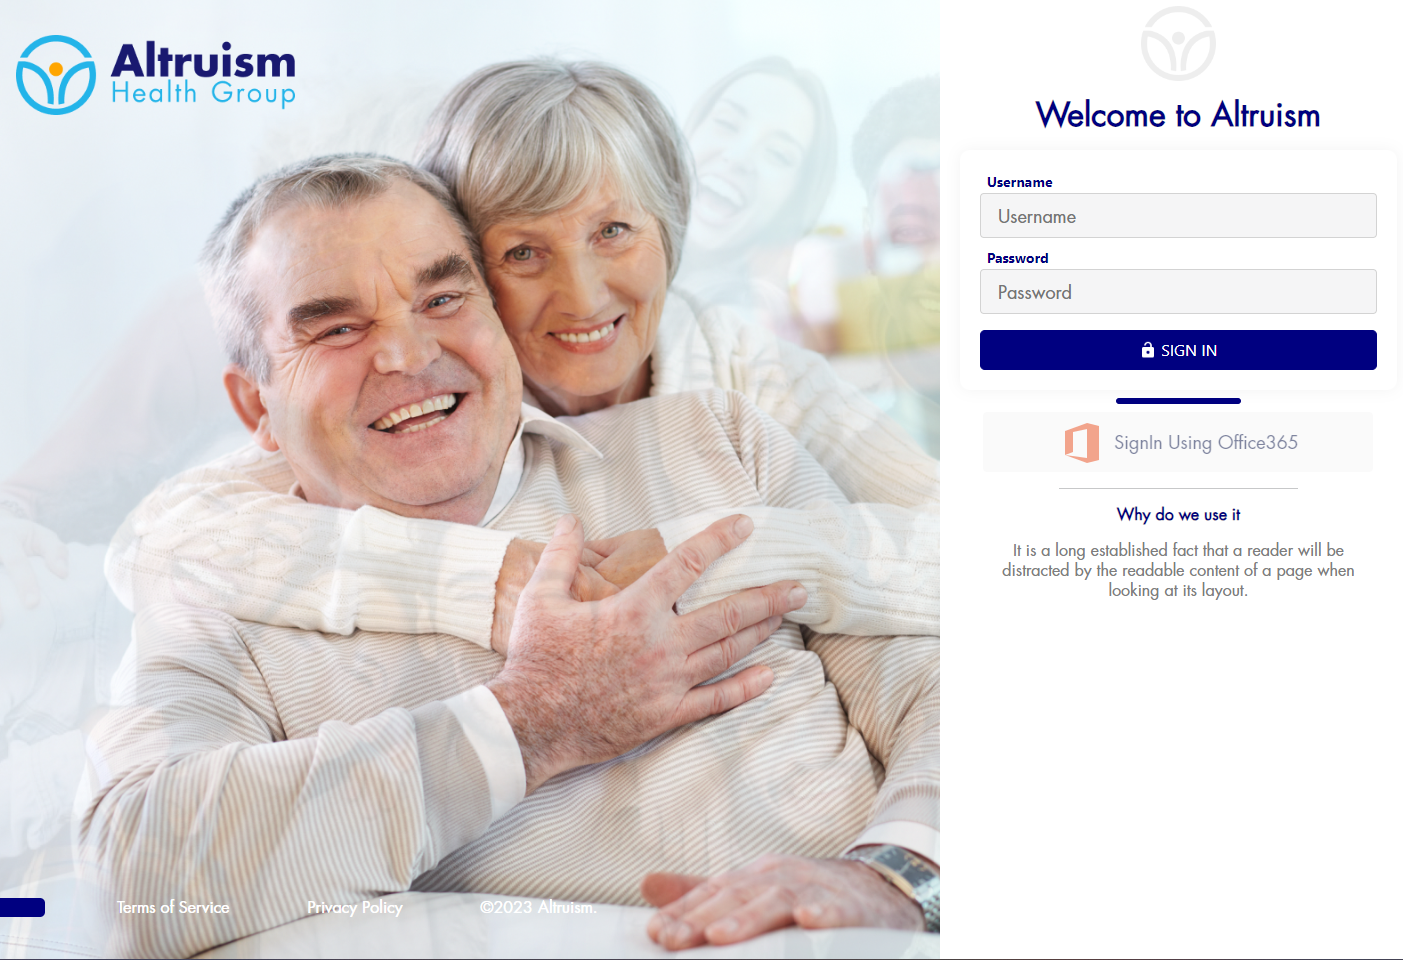 Altruism
Health Group
Welcome to Altruism
Username
Username
Password
Password
SIGN IN
SignIn Using Office365
Why do we use it
It is a long established fact that a reader will be
distracted by the readable content of a page when
looking at its layout.
Terms of Service
Privacy Policy
©2023 Altruism.